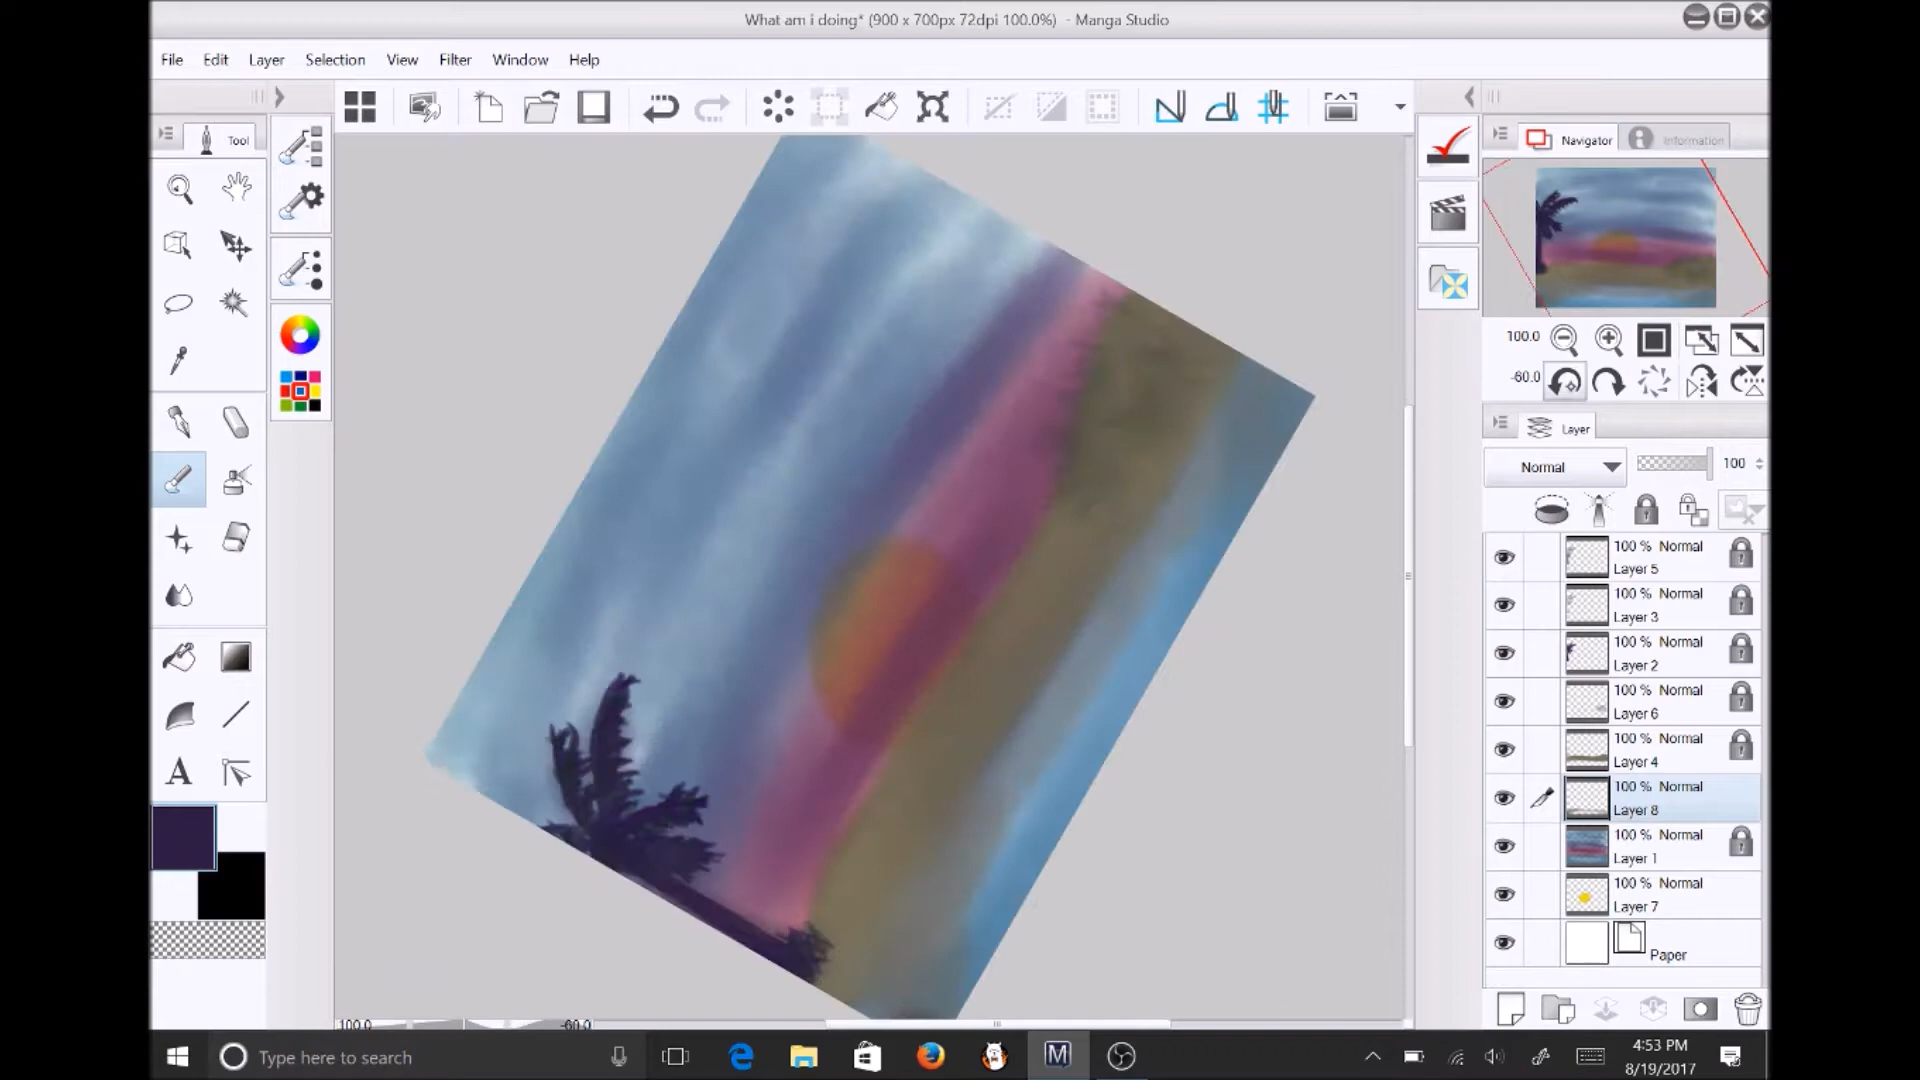 What am i doing* (900 x 700px 72dpi 100.0%) - Manga Studio
File Edit Layer Selection View Filter Window Help
Tool
Navigator Information
100.0
-60.0
Layer
Normal 100
100 % Normal
Layer 5
100 % Normal
Layer 3
100 % Normal
Layer 2
100 % Normal
Layer 6
100 % Normal
Layer 4
100 % Normal
Layer 8
100 % Normal
Layer 1
100 % Normal
Layer 7
Paper
A
100.0 -60.0
Type here to search
M
4:53 PM
8/19/2017